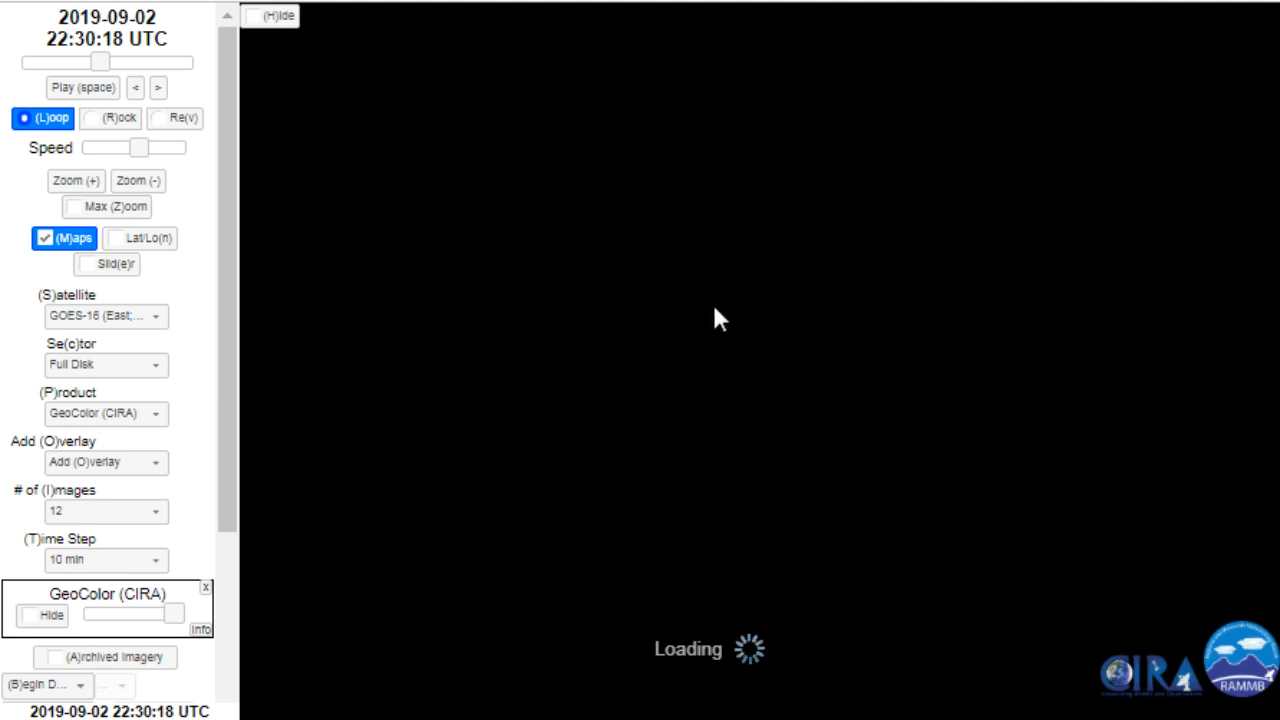 2019-09-02
22:30:18 UTC
Play (space) < >
(L)oop (R)ock Re(v)
Speed
Zoom (+) Zoom (-)
Max (Z)oom
(M)aps Lat/Lo(n)
Slid(e)r
(S)atellite
GOES-16 (East;...
Se(c)tor
Full Disk
(P)roduct
GeoColor (CIRA)
Add (O)verlay
Add (O)verlay
# of (I)mages
12
(T)ime Step
10 min
x
GeoColor (CIRA)
Hide
Info
(A)rchived Imagery
(B)egin D... ...
2019-09-02 22:30:18 UTC
(H)ide
Loading
CIRA
RAMMB